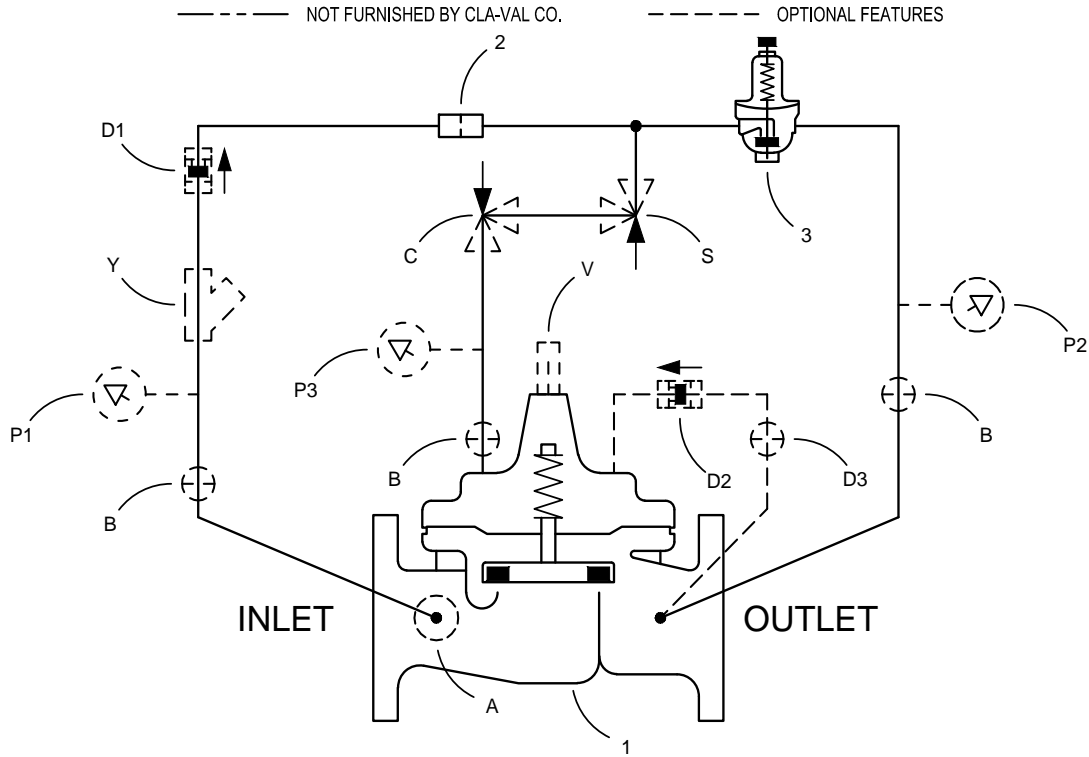 NOT FURNISHED BY CLA-VAL CO.
OPTIONAL FEATURES
2
D1
3
C
S
Y
V
P3
P2
P1
B
B
D2
D3
B
INLET
OUTLET
A
1